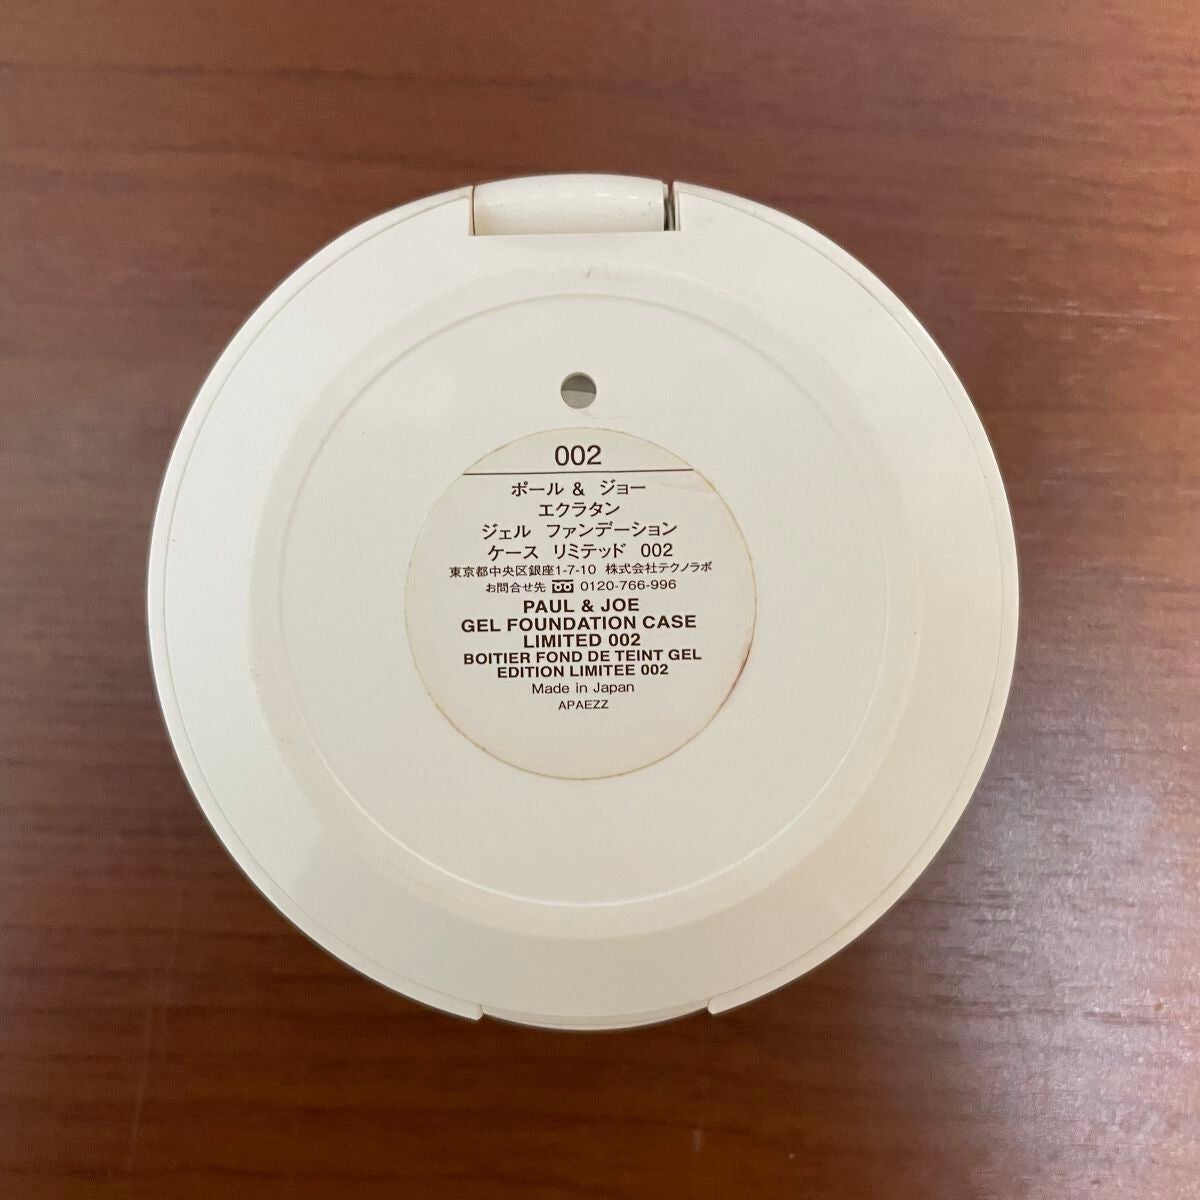 002
ポール & ジョー
エクラタン
ジェル ファンデーション
ケース リミテッド 002
東京都中央区銀座1-7-10 株式会社テクノラボ
お問合せ先 0120-766-996
PAUL & JOE
GEL FOUNDATION CASE
LIMITED 002
BOITIER FOND DE TEINT GEL
EDITION LIMITEE 002
Made in Japan
APAEZZ